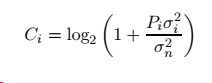 $C_i = \log_2 \left( 1 + \frac{P_i \sigma_i^2}{\sigma_n^2} \right)$